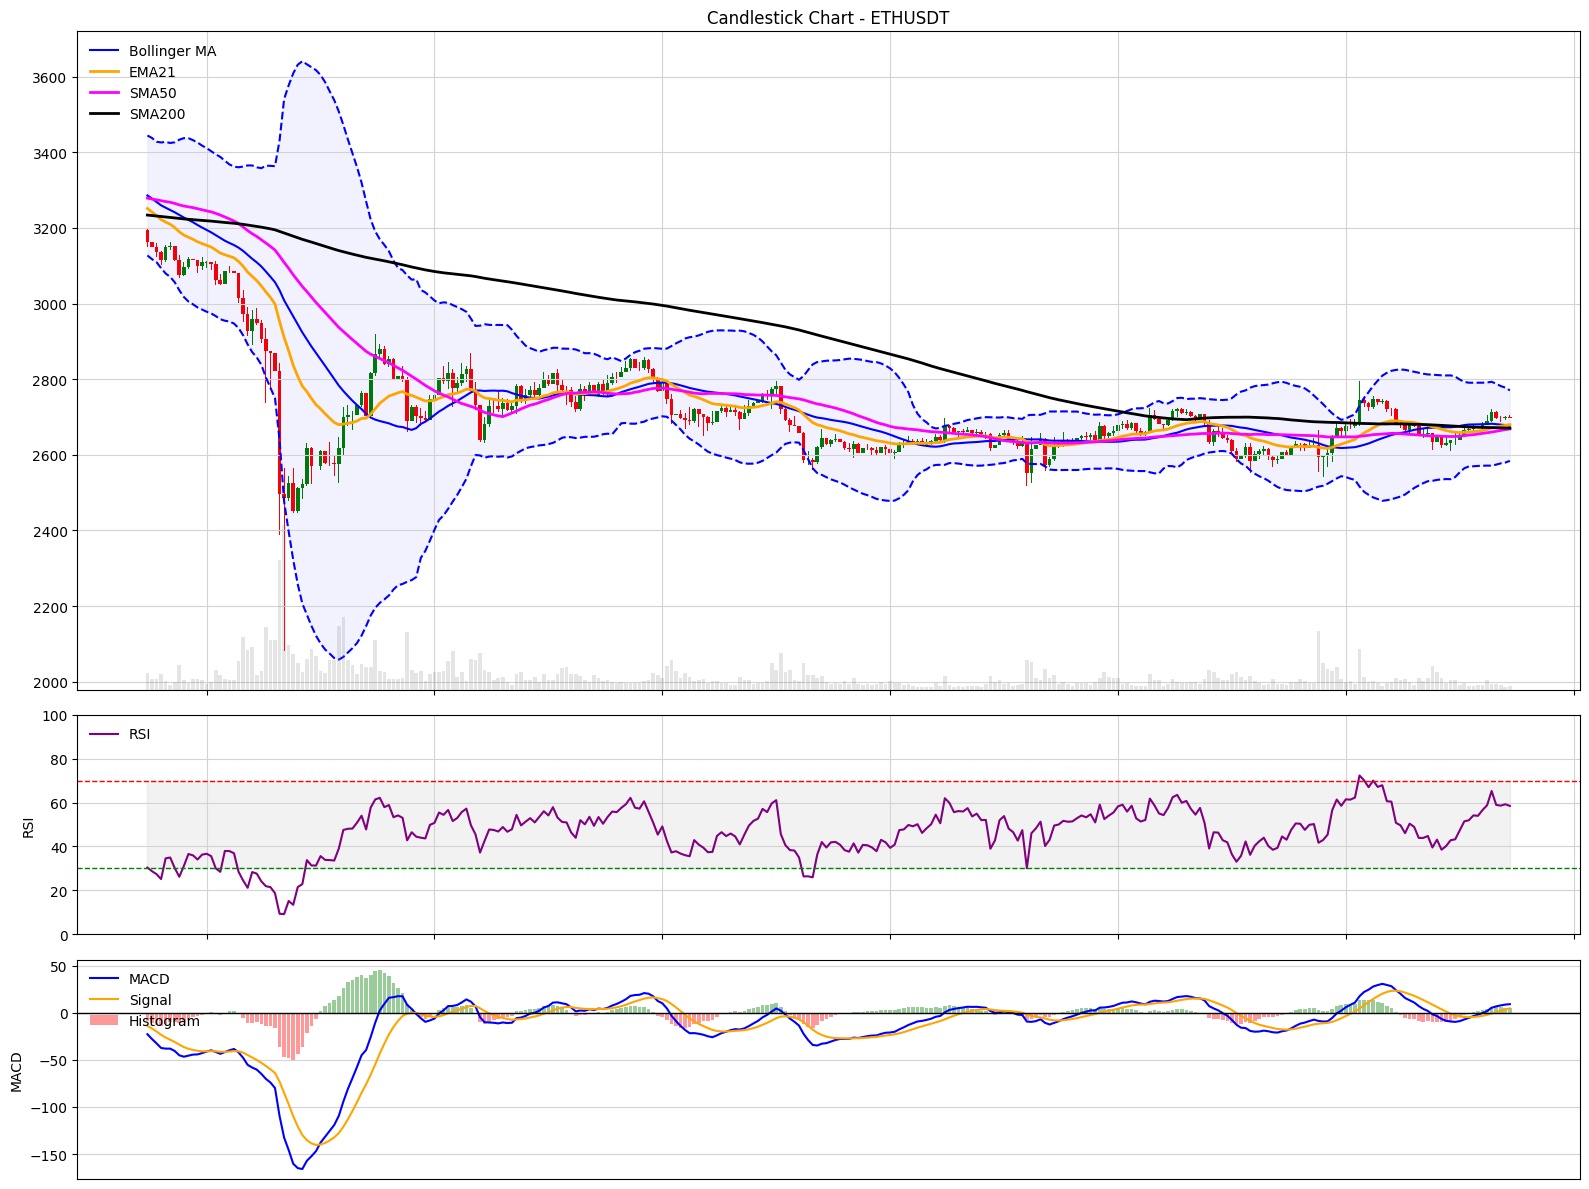 Candlestick Chart - ETHUSDT
Bollinger MA
EMA21
SMA50
SMA200
3600
3400
3200
3000
2800
2600
2400
2200
2000
RSI
RSI
100
80
60
40
20
0
MACD
Signal
Histogram
MACD
50
0
−50
−100
−150